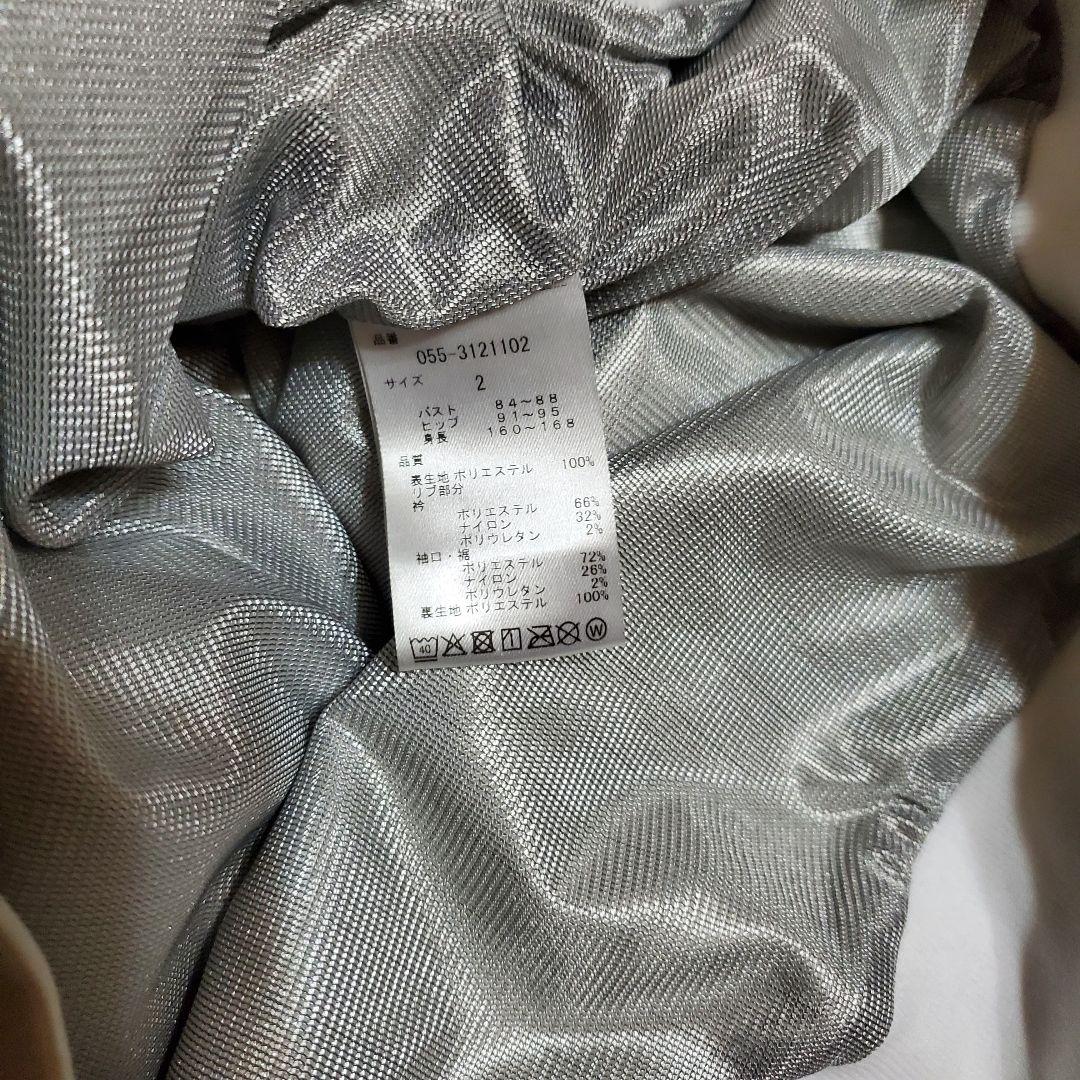 品番
055-3121102
サイズ 2
バスト 84～88
ヒップ 91～95
身長 160～168
品質
表生地 ポリエステル 100%
リブ部分
衿
ポリエステル 66%
ナイロン 32%
ポリウレタン 2%
袖口・裾
ポリエステル 72%
ナイロン 26%
ポリウレタン 2%
裏生地 ポリエステル 100%
40 W